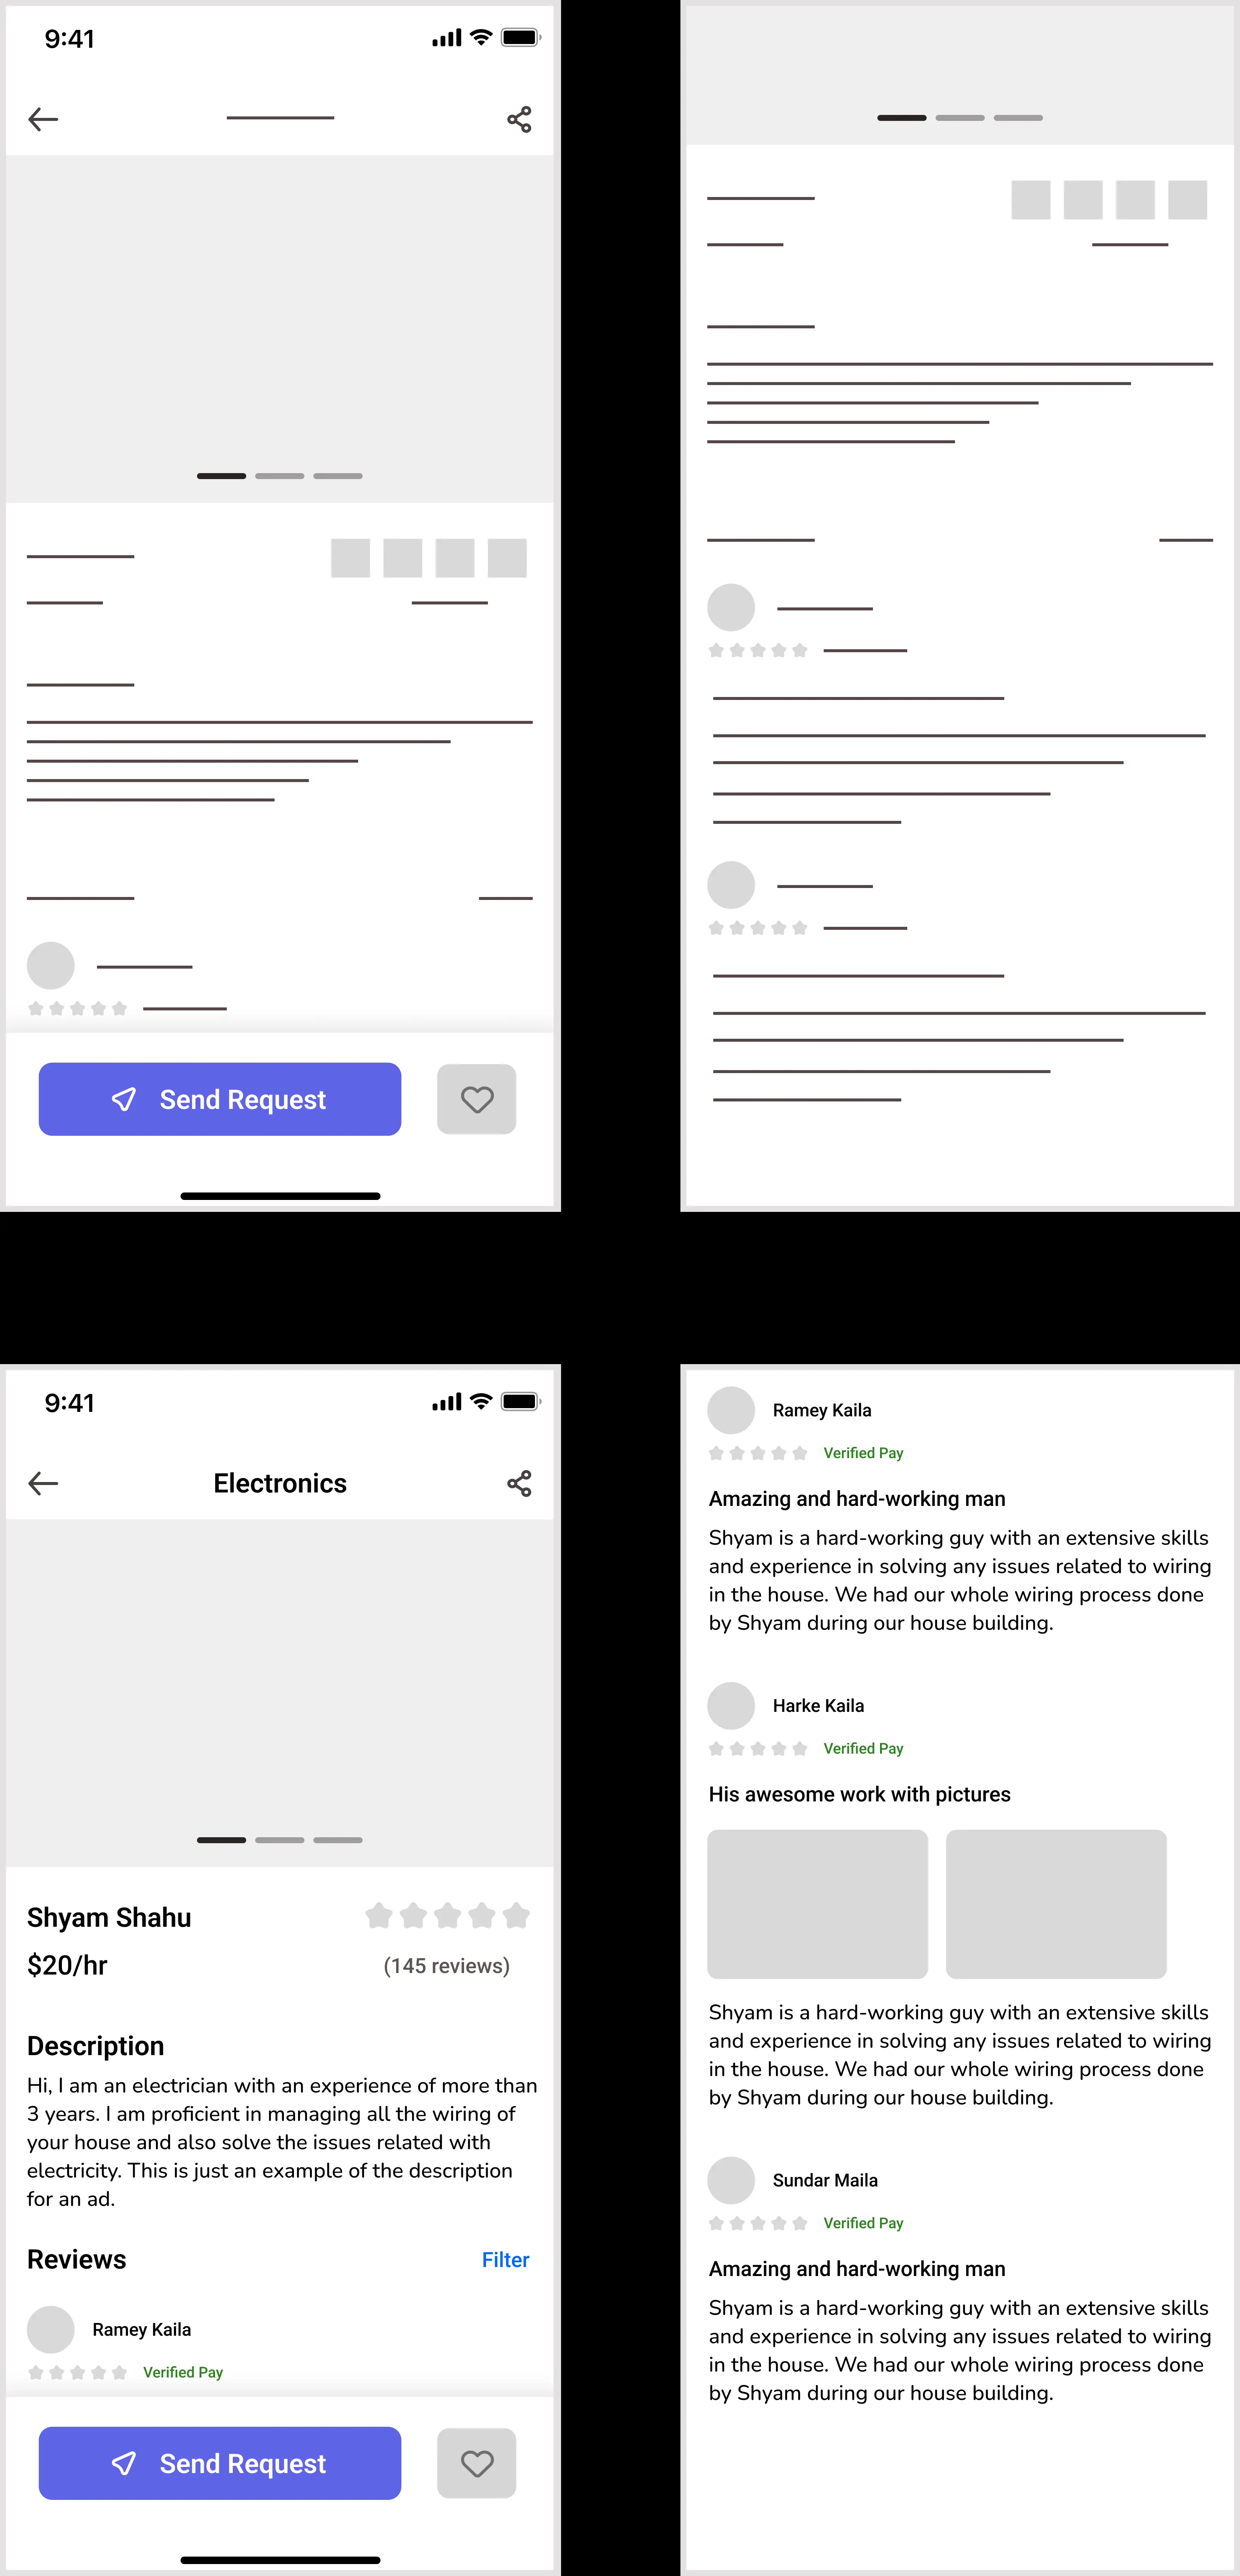 9:41
Send Request
9:41
Electronics
Shyam Shahu
$20/hr
(145 reviews)
Description
Hi, I am an electrician with an experience of more than
3 years. I am proficient in managing all the wiring of
your house and also solve the issues related with
electricity. This is just an example of the description
for an ad.
Reviews
Filter
Ramey Kaila
Verified Pay
Send Request
Ramey Kaila
Verified Pay
Amazing and hard-working man
Shyam is a hard-working guy with an extensive skills
and experience in solving any issues related to wiring
in the house. We had our whole wiring process done
by Shyam during our house building.
Harke Kaila
Verified Pay
His awesome work with pictures
Shyam is a hard-working guy with an extensive skills
and experience in solving any issues related to wiring
in the house. We had our whole wiring process done
by Shyam during our house building.
Sundar Maila
Verified Pay
Amazing and hard-working man
Shyam is a hard-working guy with an extensive skills
and experience in solving any issues related to wiring
in the house. We had our whole wiring process done
by Shyam during our house building.